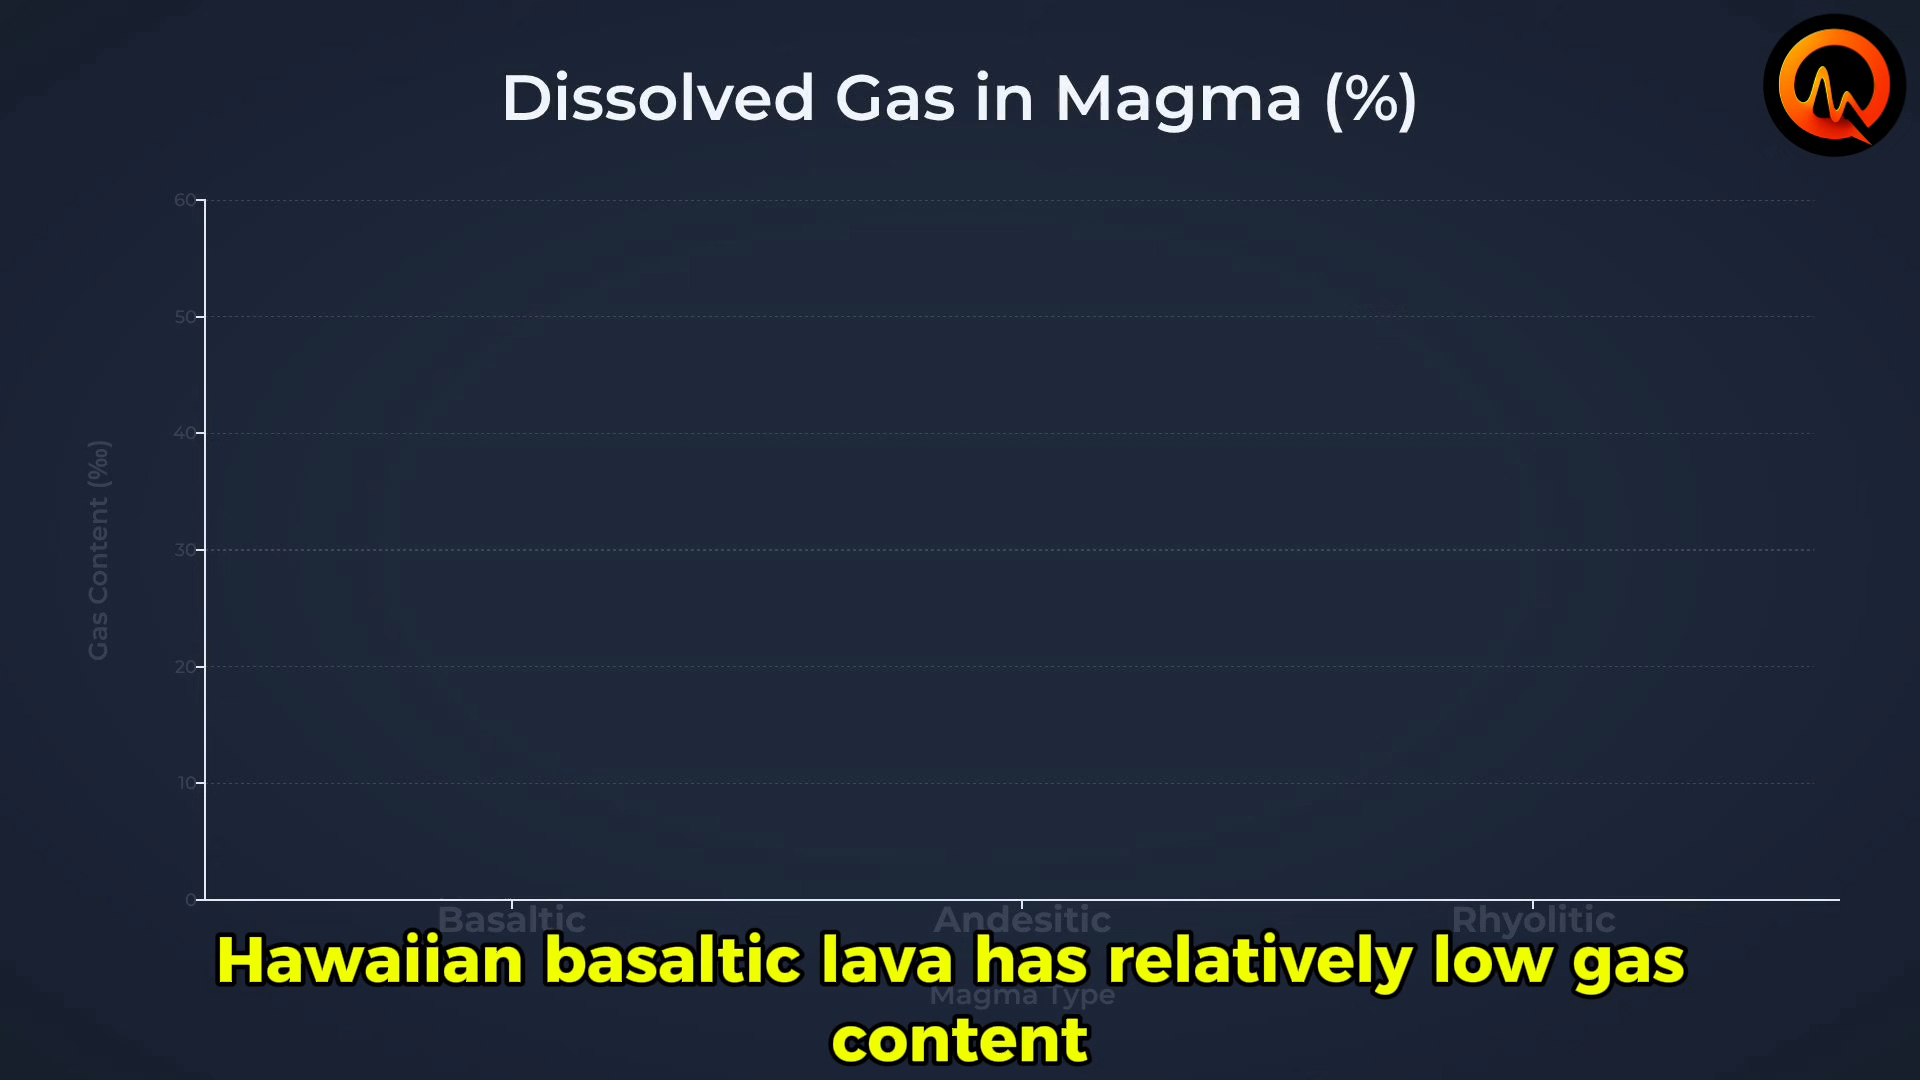 Dissolved Gas in Magma (%)
60
50
40
30
20
10
0
Gas Content (‰)
Basaltic
Andesitic
Rhyolitic
Magma Type
Hawaiian basaltic lava has relatively low gas
content